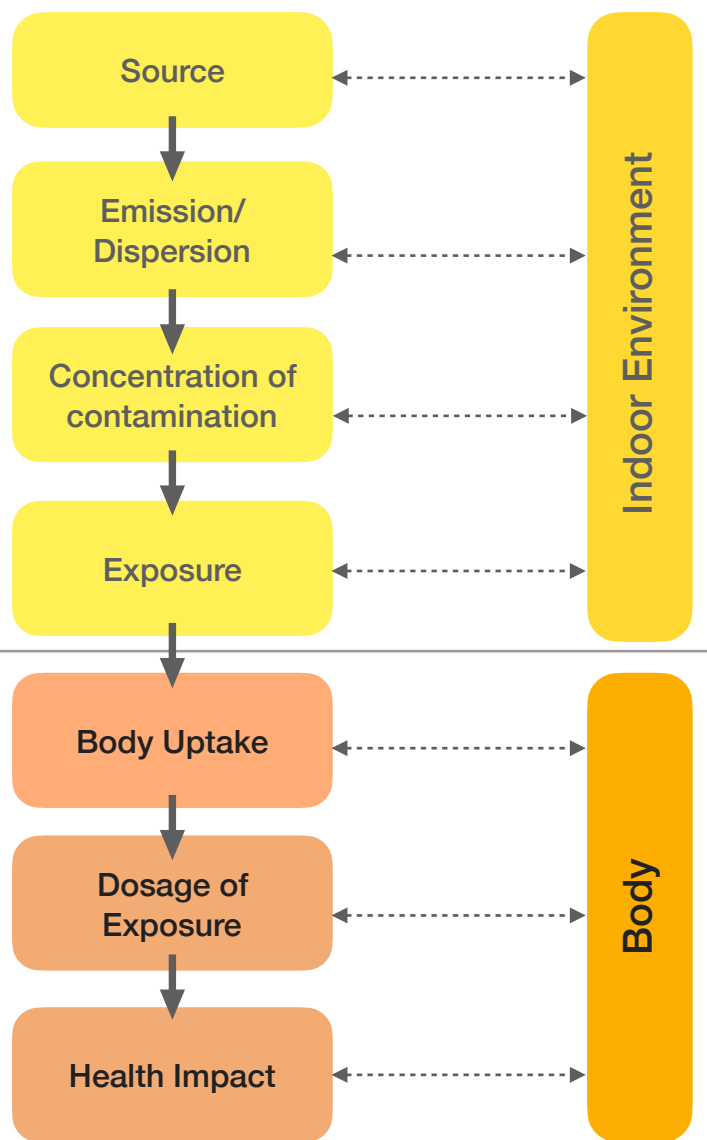 Source
Emission/
Dispersion
Concentration of
contamination
Exposure
Indoor Environment
Body Uptake
Dosage of
Exposure
Health Impact
Body